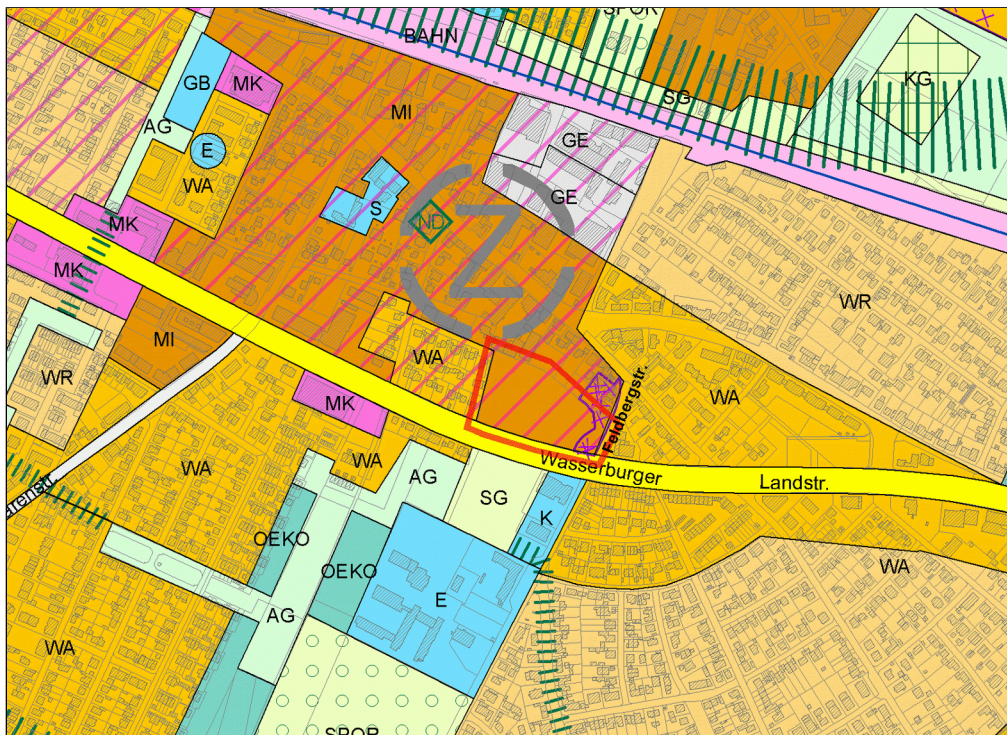 SPOR
BAHN
KG
GB
MK
MI
SG
AG
GE
E
WA
GE
S
ND
Z
MK
MK
WR
MI
WA
WR
MK
WA
Feldbergstr.
WA
WA
AG
Wasserburger
Landstr.
SG
K
OEKO
OEKO
E
WA
AG
WA
SPOR